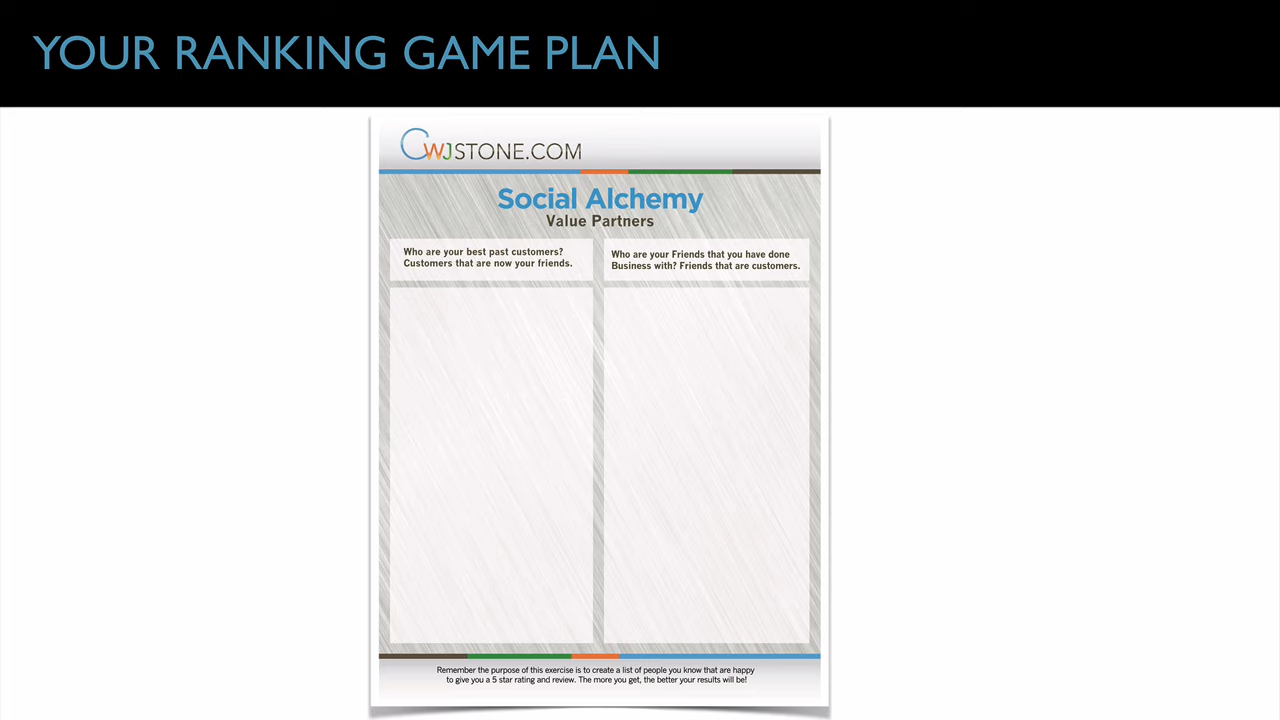 YOUR RANKING GAME PLAN
CWJSTONE.COM
Social Alchemy
Value Partners
Who are your best past customers?
Customers that are now your friends.
Who are your Friends that you have done
Business with? Friends that are customers.
Remember the purpose of this exercise is to create a list of people you know that are happy
to give you a 5 star rating and review. The more you get, the better your results will be!